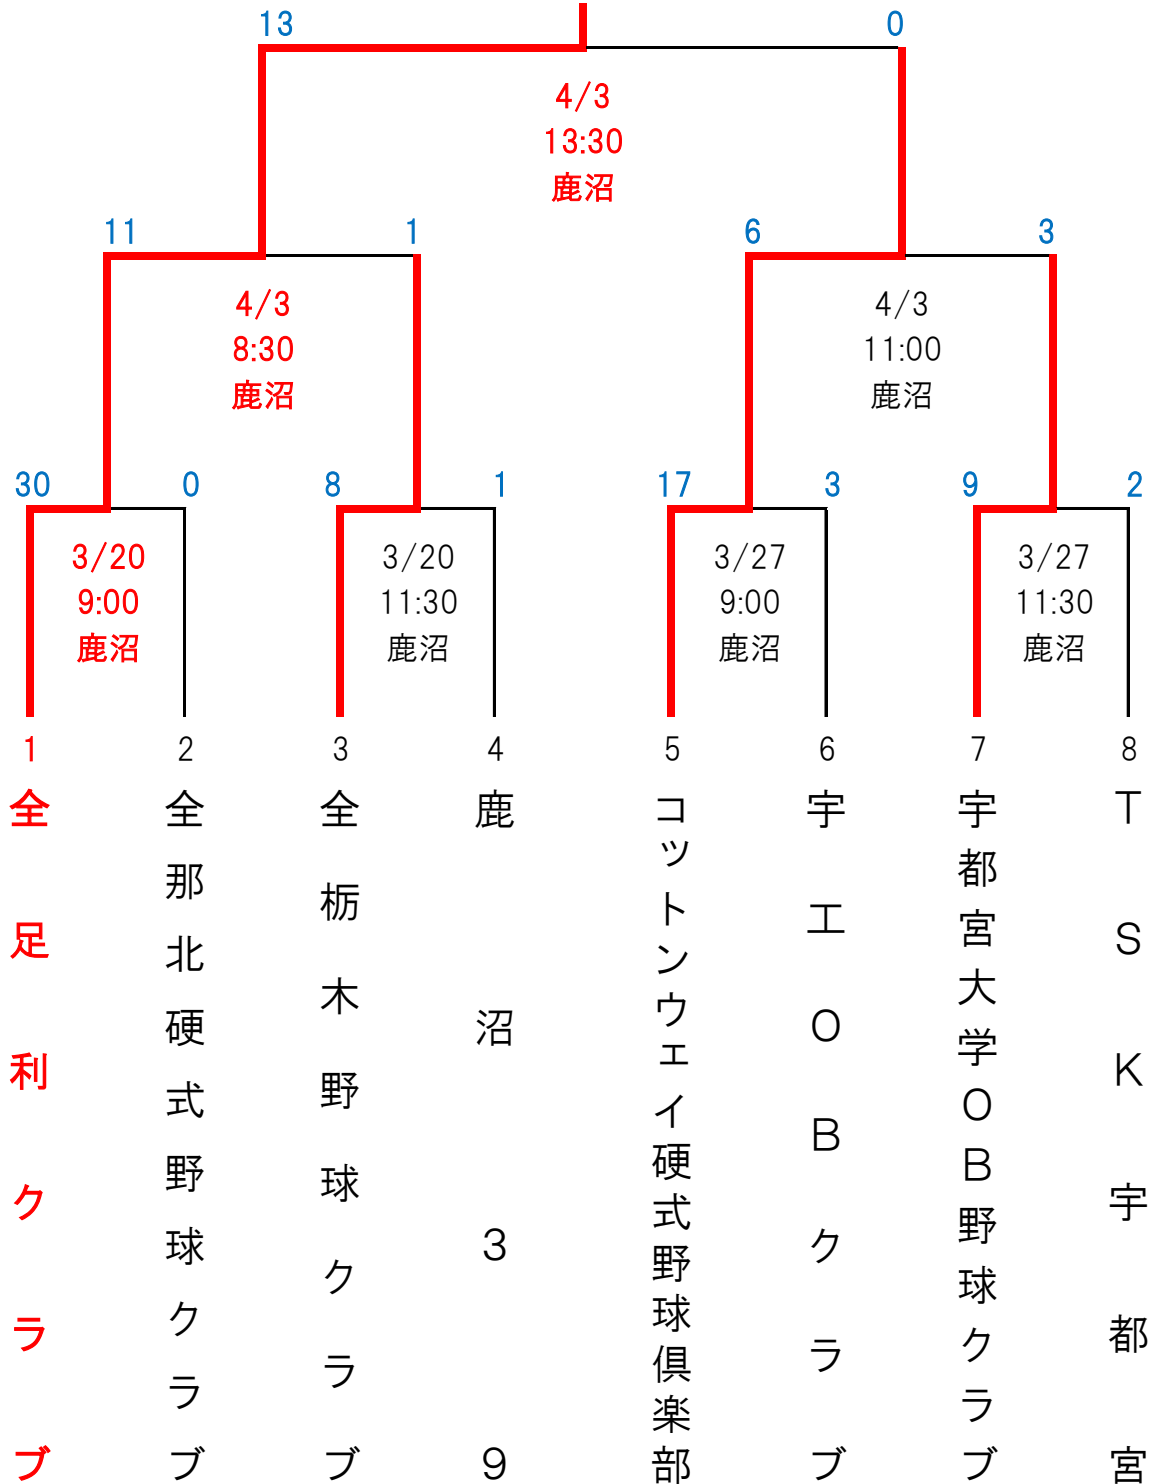 13 0
4/3
13:30
鹿沼
11 1 6 3
4/3
8:30
鹿沼
4/3
11:00
鹿沼
30 0 8 1 17 3 9 2
3/20
9:00
鹿沼
3/20
11:30
鹿沼
3/27
9:00
鹿沼
3/27
11:30
鹿沼
1 2 3 4 5 6 7 8
全足利クラブ
全那北硬式野球クラブ
全栃木野球クラブ
鹿沼39
コットンウェイ硬式野球倶楽部
宇工OBクラブ
宇都宮大学OB野球クラブ
TSK宇都宮